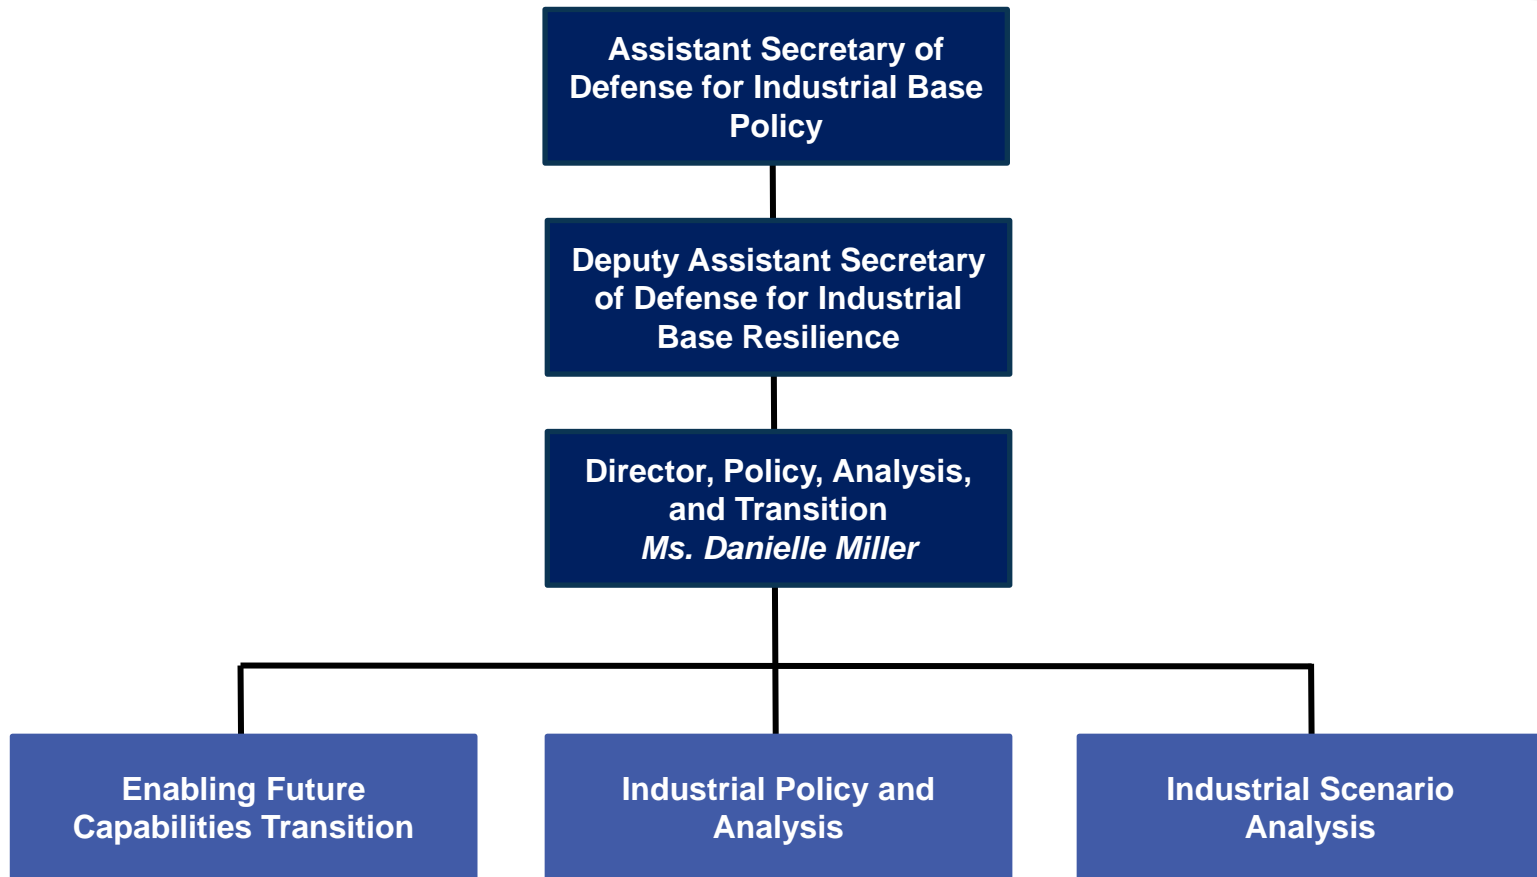 Assistant Secretary of
Defense for Industrial Base
Policy
Deputy Assistant Secretary
of Defense for Industrial
Base Resilience
Director, Policy, Analysis,
and Transition
Ms. Danielle Miller
Enabling Future
Capabilities Transition
Industrial Policy and
Analysis
Industrial Scenario
Analysis